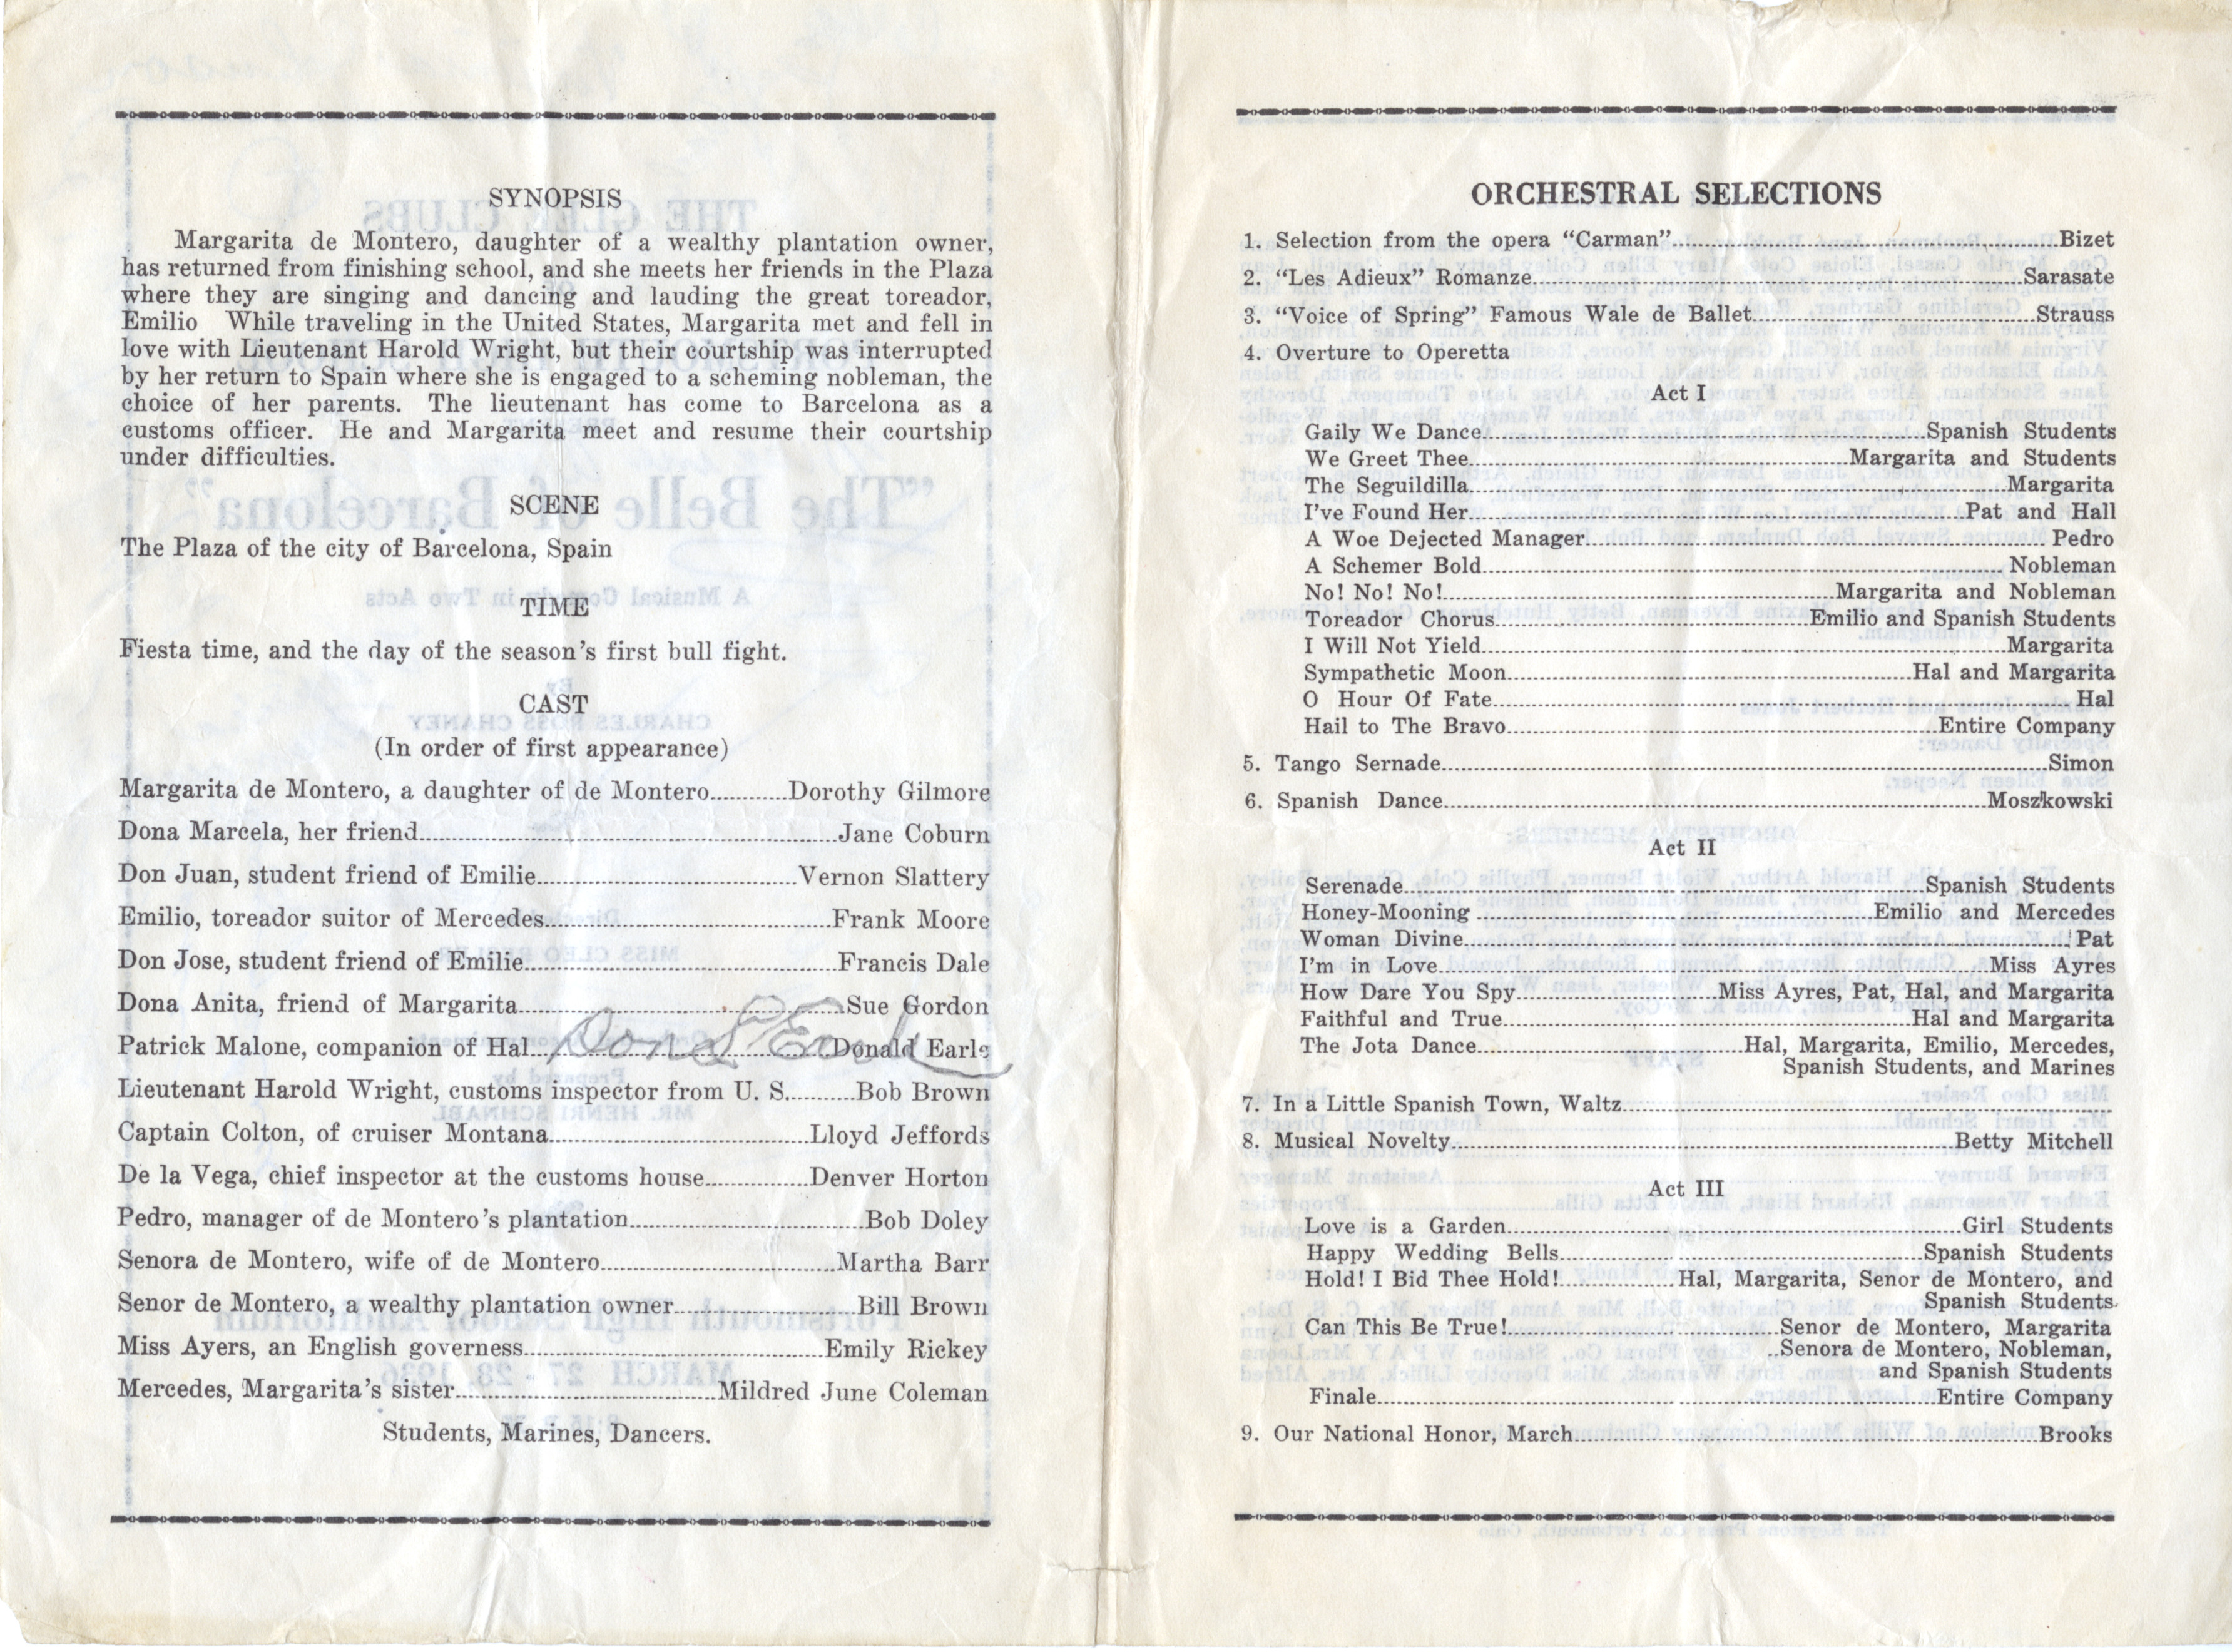 SYNOPSIS
Margarita de Montero, daughter of a wealthy plantation owner,
has returned from finishing school, and she meets her friends in the Plaza
where they are singing and dancing and lauding the great toreador,
Emilio While traveling in the United States, Margarita met and fell in
love with Lieutenant Harold Wright, but their courtship was interrupted
by her return to Spain where she is engaged to a scheming nobleman, the
choice of her parents. The lieutenant has come to Barcelona as a
customs officer. He and Margarita meet and resume their courtship
under difficulties.
SCENE
The Plaza of the city of Barcelona, Spain
TIME
Fiesta time, and the day of the season's first bull fight.
CAST
(In order of first appearance)
Margarita de Montero, a daughter of de Montero...........Dorothy Gilmore
Dona Marcela, her friend...........Jane Coburn
Don Juan, student friend of Emilie...........Vernon Slattery
Emilio, toreador suitor of Mercedes...........Frank Moore
Don Jose, student friend of Emilie...........Francis Dale
Dona Anita, friend of Margarita...........Sue Gordon
Patrick Malone, companion of Hal...........Donald Earls
Lieutenant Harold Wright, customs inspector from U. S...........Bob Brown
Captain Colton, of cruiser Montana...........Lloyd Jeffords
De la Vega, chief inspector at the customs house...........Denver Horton
Pedro, manager of de Montero's plantation...........Bob Doley
Senora de Montero, wife of de Montero...........Martha Barr
Senor de Montero, a wealthy plantation owner...........Bill Brown
Miss Ayers, an English governess...........Emily Rickey
Mercedes, Margarita's sister...........Mildred June Coleman
Students, Marines, Dancers.
ORCHESTRAL SELECTIONS
1. Selection from the opera "Carman"...........Bizet
2. "Les Adieux" Romanze...........Sarasate
3. "Voice of Spring" Famous Wale de Ballet...........Strauss
4. Overture to Operetta
Act I
Gaily We Dance...........Spanish Students
We Greet Thee...........Margarita and Students
The Seguildilla...........Margarita
I've Found Her...........Pat and Hall
A Woe Dejected Manager...........Pedro
A Schemer Bold...........Nobleman
No! No! No!...........Margarita and Nobleman
Toreador Chorus...........Emilio and Spanish Students
I Will Not Yield...........Margarita
Sympathetic Moon...........Hal and Margarita
O Hour Of Fate...........Hal
Hail to The Bravo...........Entire Company
5. Tango Sernade...........Simon
6. Spanish Dance...........Moszkowski
Act II
Serenade...........Spanish Students
Honey-Mooning...........Emilio and Mercedes
Woman Divine...........Pat
I'm in Love...........Miss Ayres
How Dare You Spy...........Miss Ayres, Pat, Hal, and Margarita
Faithful and True...........Hal and Margarita
The Jota Dance...........Hal, Margarita, Emilio, Mercedes,
Spanish Students, and Marines
7. In a Little Spanish Town, Waltz...........
8. Musical Novelty...........Betty Mitchell
Act III
Love is a Garden...........Girl Students
Happy Wedding Bells...........Spanish Students
Hold! I Bid Thee Hold!...........Hal, Margarita, Senor de Montero, and
Spanish Students
Can This Be True!...........Senor de Montero, Margarita
..Senora de Montero, Nobleman,
and Spanish Students
Finale...........Entire Company
9. Our National Honor, March...........Brooks